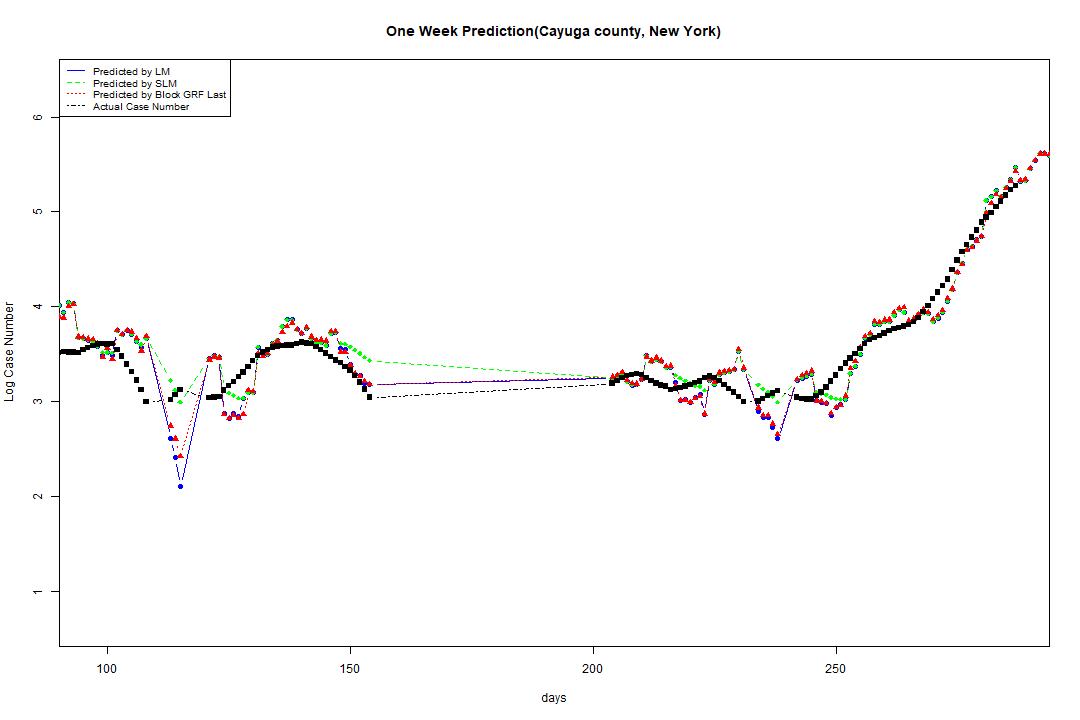 One Week Prediction(Cayuga county, New York)
Predicted by LM
Predicted by SLM
Predicted by Block GRF Last
Actual Case Number
Log Case Number
6
5
4
3
2
1
100 150 200 250
days